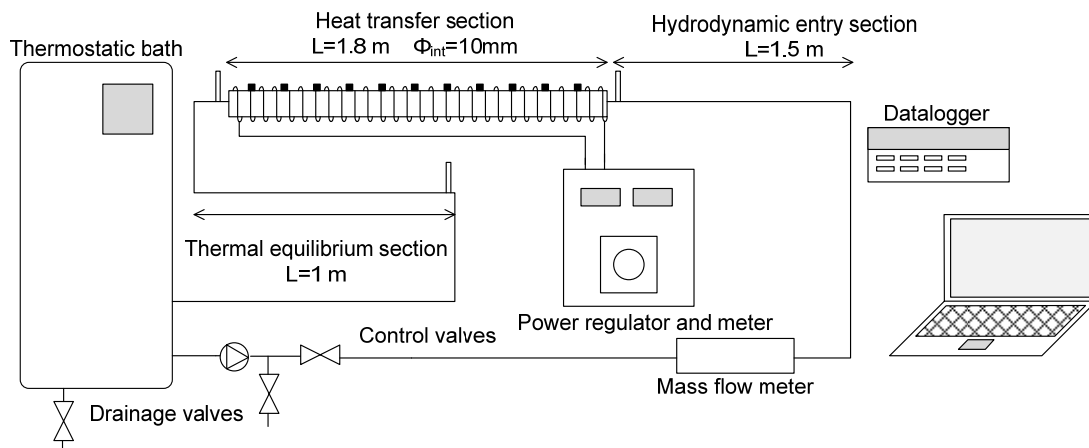 Heat transfer section
L=1.8 m Φint=10mm
Hydrodynamic entry section
L=1.5 m
Thermostatic bath
Datalogger
Thermal equilibrium section
L=1 m
Power regulator and meter
Control valves
Mass flow meter
Drainage valves